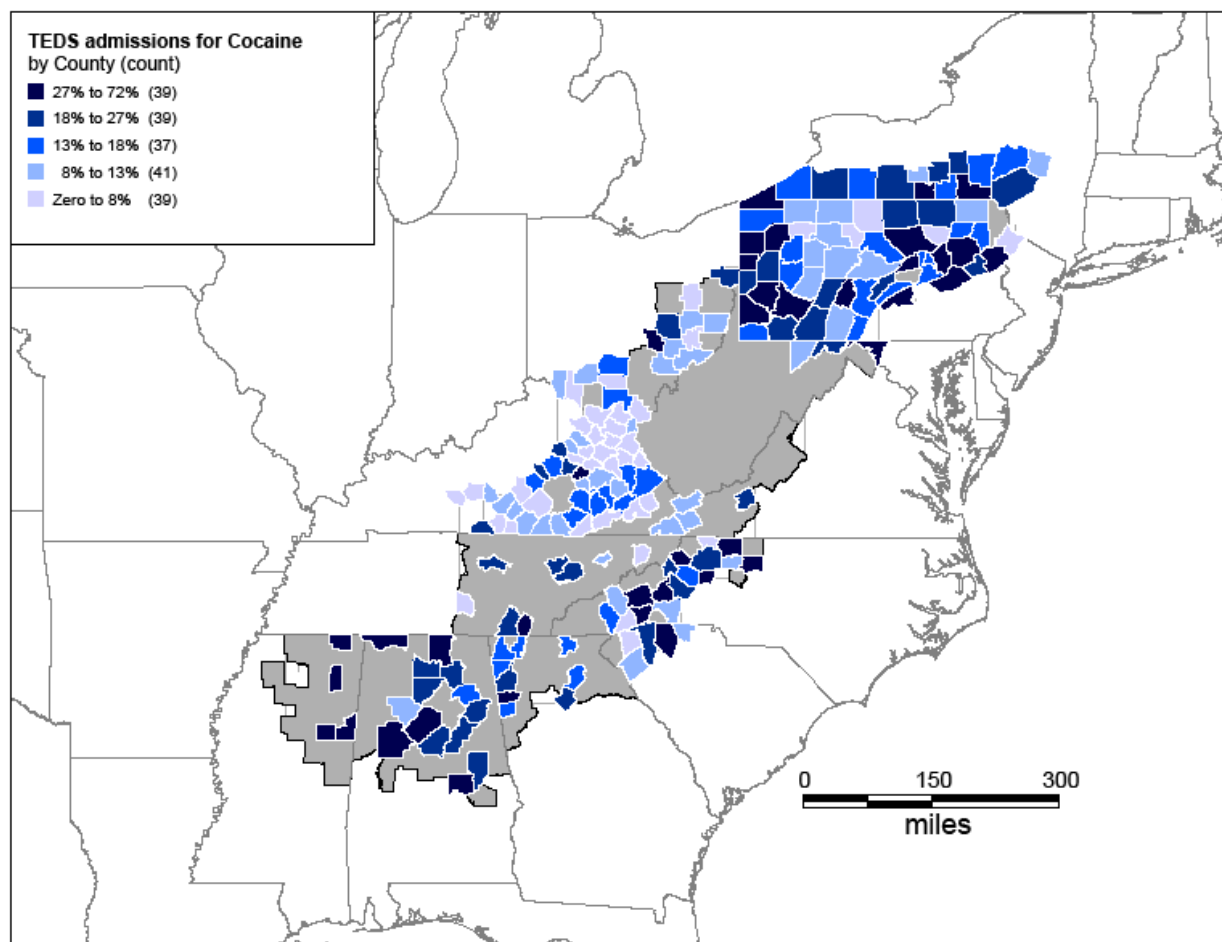 TEDS admissions for Cocaine
by County (count)
27% to 72% (39)
18% to 27% (39)
13% to 18% (37)
8% to 13% (41)
Zero to 8% (39)
0 150 300
miles